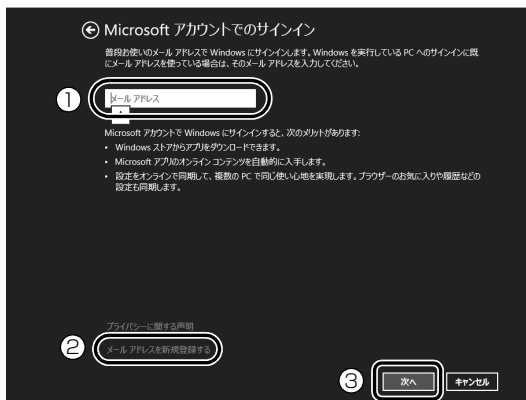 Microsoft アカウントでのサインイン
普段お使いのメール アドレスで Windows にサインインします。Windows を実行している PC へのサインインに既
にメール アドレスを使っている場合は、そのメール アドレスを入力してください。
① メール アドレス
Microsoft アカウントで Windows にサインインすると、次のメリットがあります:
• Windows ストアからアプリをダウンロードできます。
• Microsoft アプリのオンライン コンテンツを自動的に入手します。
• 設定をオンラインで同期して、複数の PC で同じ使い心地を実現します。ブラウザーのお気に入りや履歴などの
設定も同期します。
プライバシーに関する声明
② メール アドレスを新規登録する
③ 次へ キャンセル